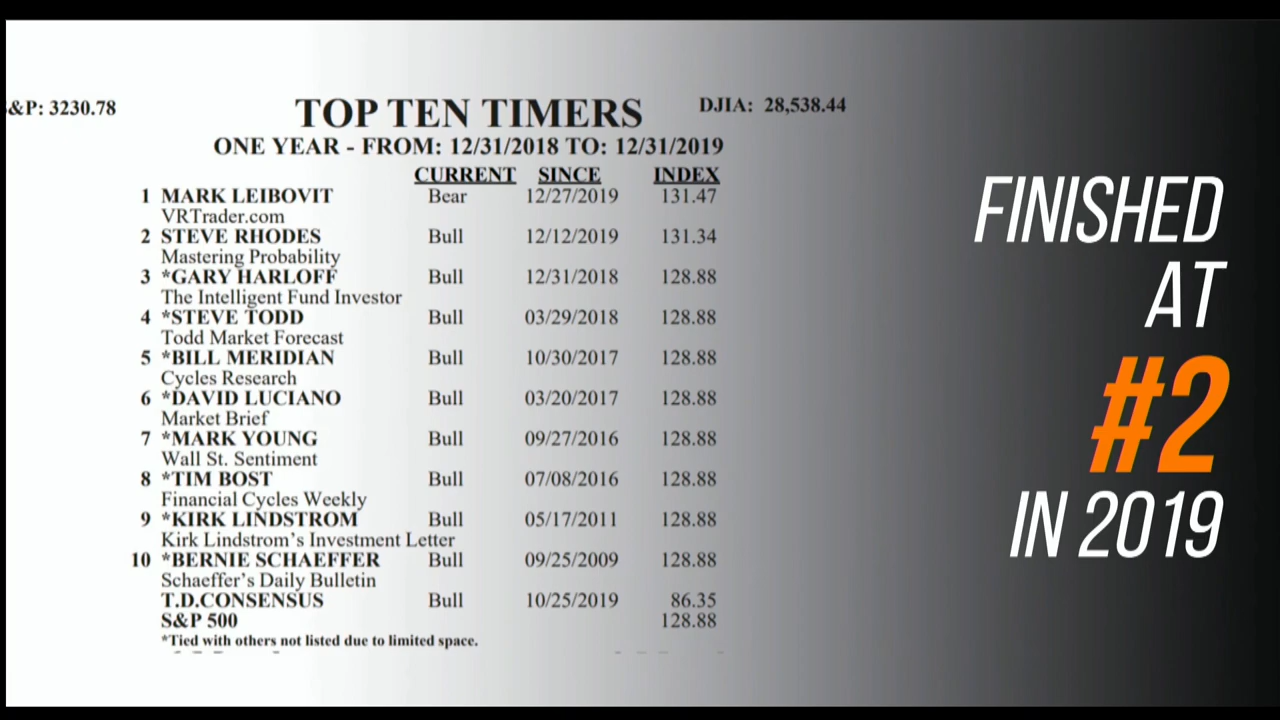 &P: 3230.78
TOP TEN TIMERS
DJIA: 28,538.44
ONE YEAR - FROM: 12/31/2018 TO: 12/31/2019
CURRENT SINCE INDEX
1 MARK LEIBOVIT Bear 12/27/2019 131.47
VRTrader.com
2 STEVE RHODES Bull 12/12/2019 131.34
Mastering Probability
3 *GARY HARLOFF Bull 12/31/2018 128.88
The Intelligent Fund Investor
4 *STEVE TODD Bull 03/29/2018 128.88
Todd Market Forecast
5 *BILL MERIDIAN Bull 10/30/2017 128.88
Cycles Research
6 *DAVID LUCIANO Bull 03/20/2017 128.88
Market Brief
7 *MARK YOUNG Bull 09/27/2016 128.88
Wall St. Sentiment
8 *TIM BOST Bull 07/08/2016 128.88
Financial Cycles Weekly
9 *KIRK LINDSTROM Bull 05/17/2011 128.88
Kirk Lindstrom's Investment Letter
10 *BERNIE SCHAEFFER Bull 09/25/2009 128.88
Schaeffer's Daily Bulletin
T.D.CONSENSUS Bull 10/25/2019 86.35
S&P 500 128.88
*Tied with others not listed due to limited space.
FINISHED
AT
#2
IN 2019